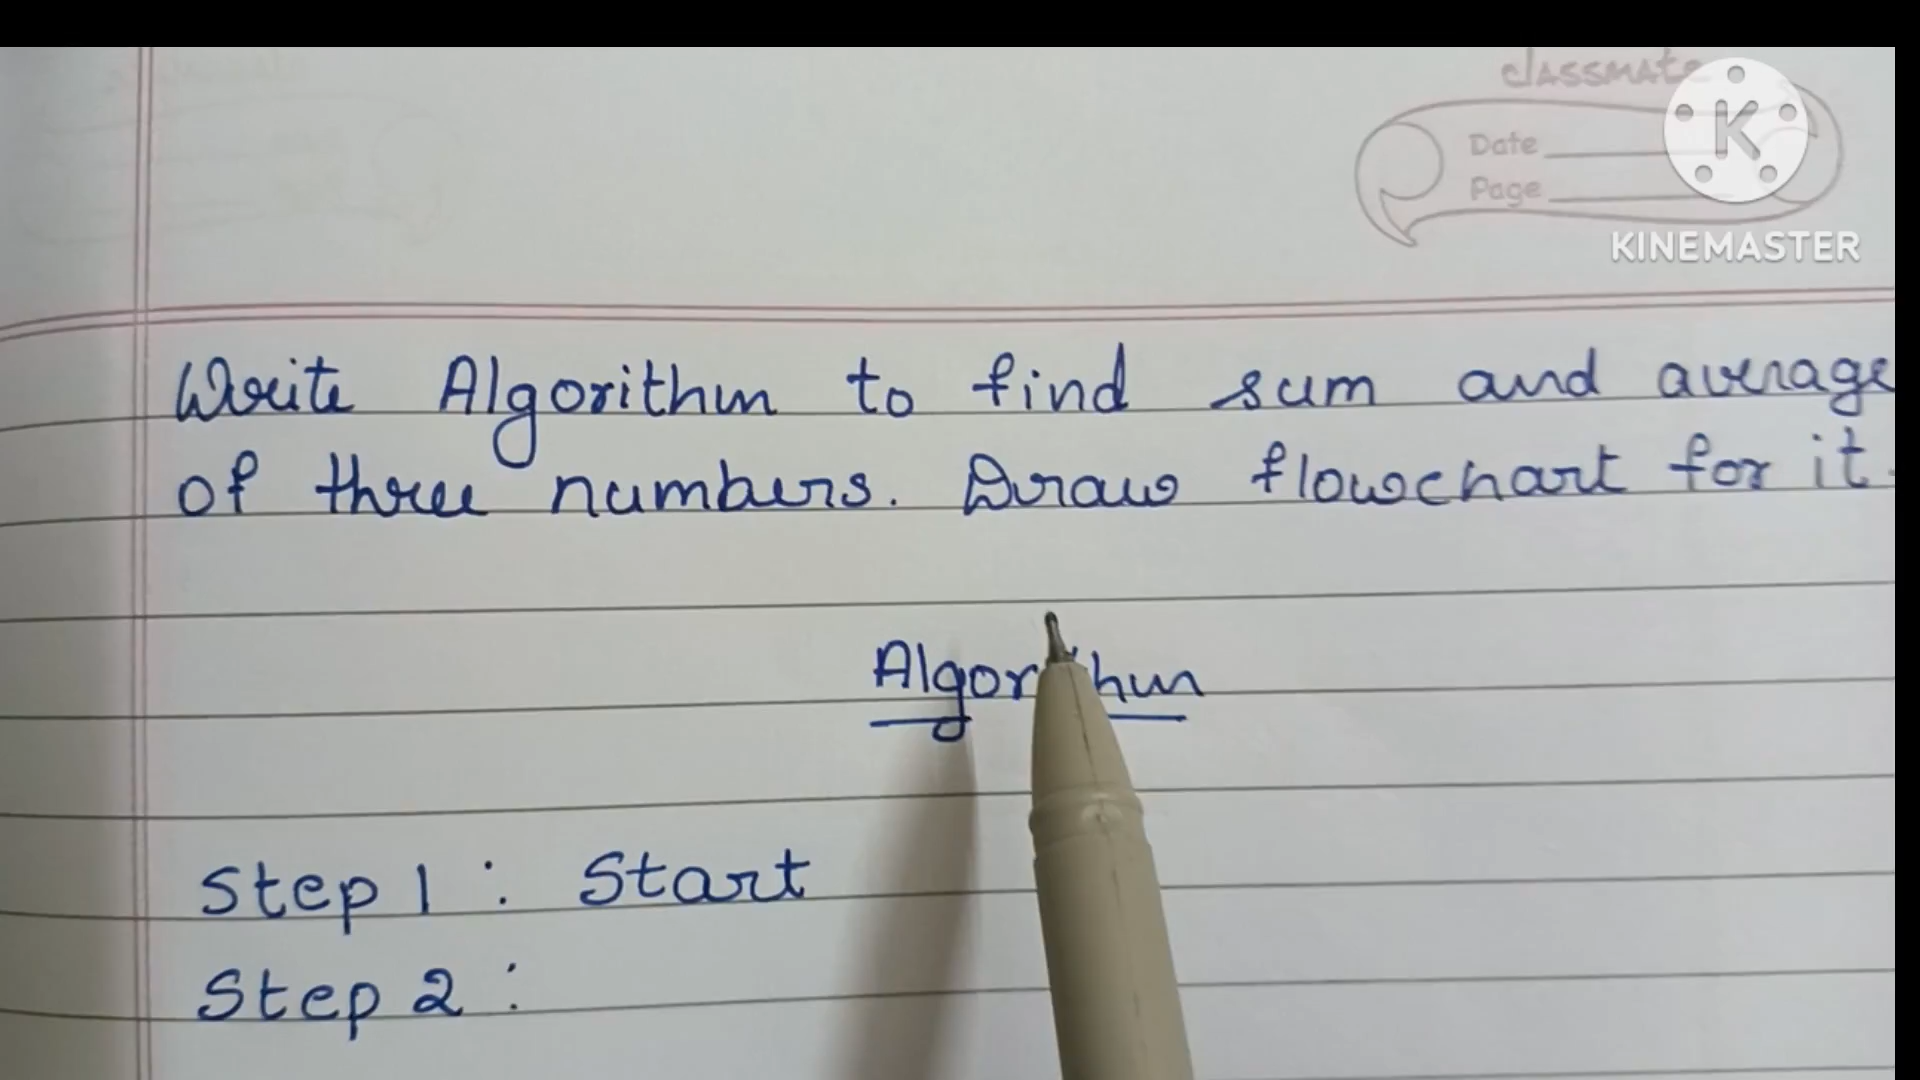 classmate
Date
Page
KINEMASTER
Write Algorithm to find sum and average
of three numbers. Draw flowchart for it.
Algorithm
Step 1 : Start
Step 2 :